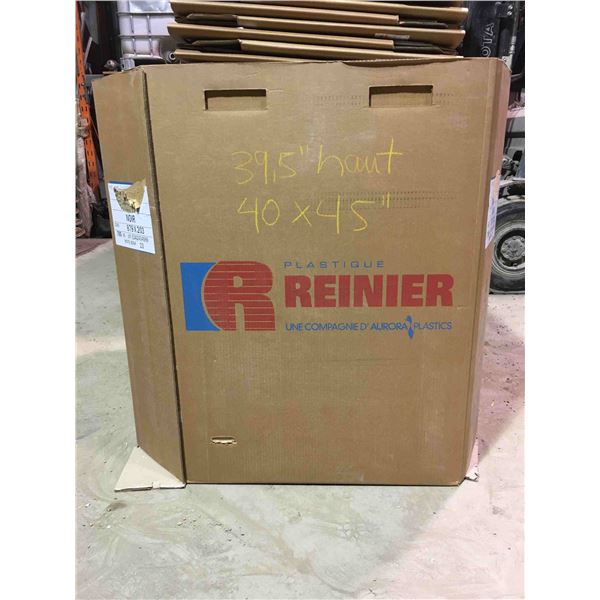 39,5" haut
40 x 45"
PLASTIQUE
REINIER
UNE COMPAGNIE D'AURORA PLASTICS
NOIR